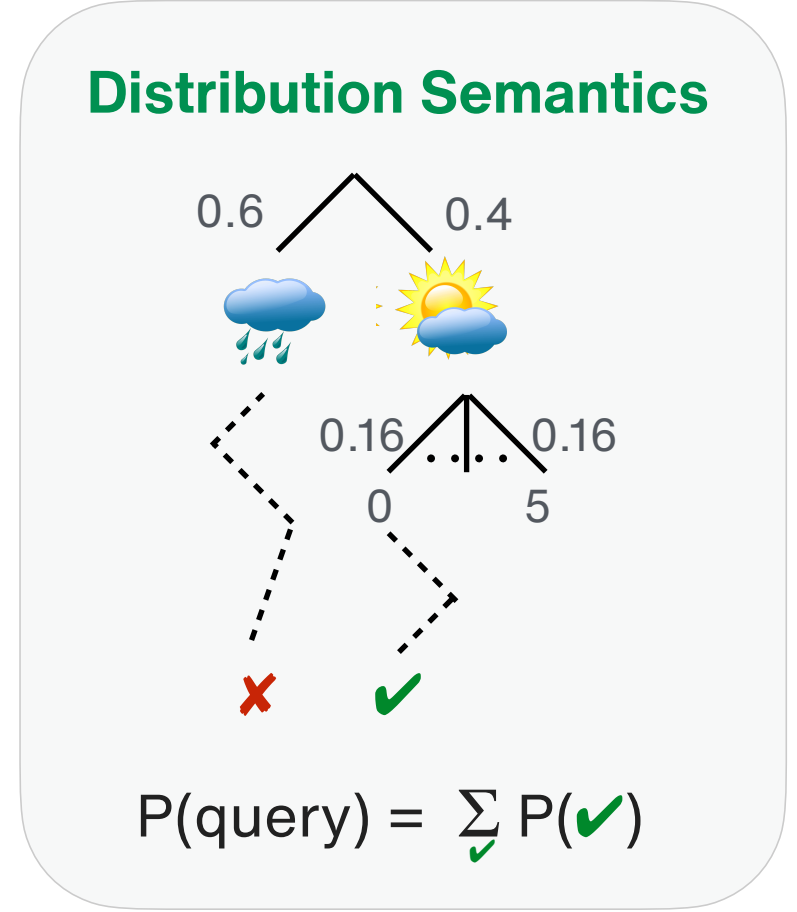 Distribution Semantics
0.6 0.4
0.16 0.16
0 5
✘ ✔
P(query) = Σ P(✔)
✔